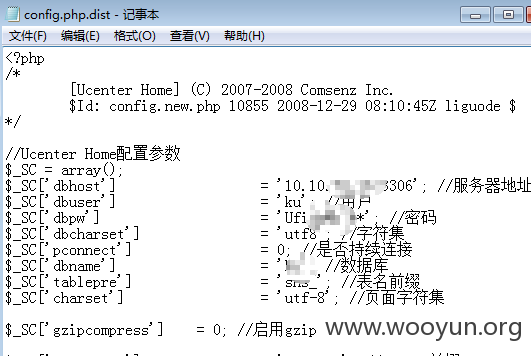 config.php.dist - 记事本
文件(F) 编辑(E) 格式(O) 查看(V) 帮助(H)
<?php
/*
[Ucenter Home] (C) 2007-2008 Comsenz Inc.
$Id: config.new.php 10855 2008-12-29 08:10:45Z liguode $
*/
//Ucenter Home配置参数
$_SC = array();
$_SC['dbhost'] = '10.10. 3306'; //服务器地址
$_SC['dbuser'] = 'ku //用户
$_SC['dbpw'] = 'Ufi *'; //密码
$_SC['dbcharset'] = 'utf8'; //字符集
$_SC['pconnect'] = 0; //是否持续连接
$_SC['dbname'] = ' //数据库
$_SC['tablepre'] = 'sns_'; //表名前缀
$_SC['charset'] = 'utf-8'; //页面字符集
$_SC['gzipcompress'] = 0; //启用gzip
www.wooyun.org